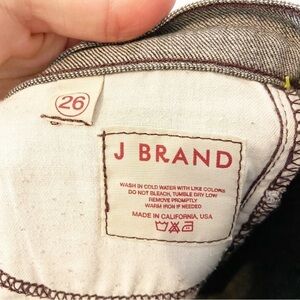 26
J BRAND
WASH IN COLD WATER WITH LIKE COLORS
DO NOT BLEACH, TUMBLE DRY LOW
REMOVE PROMPTLY
WARM IRON IF NEEDED
MADE IN CALIFORNIA, USA